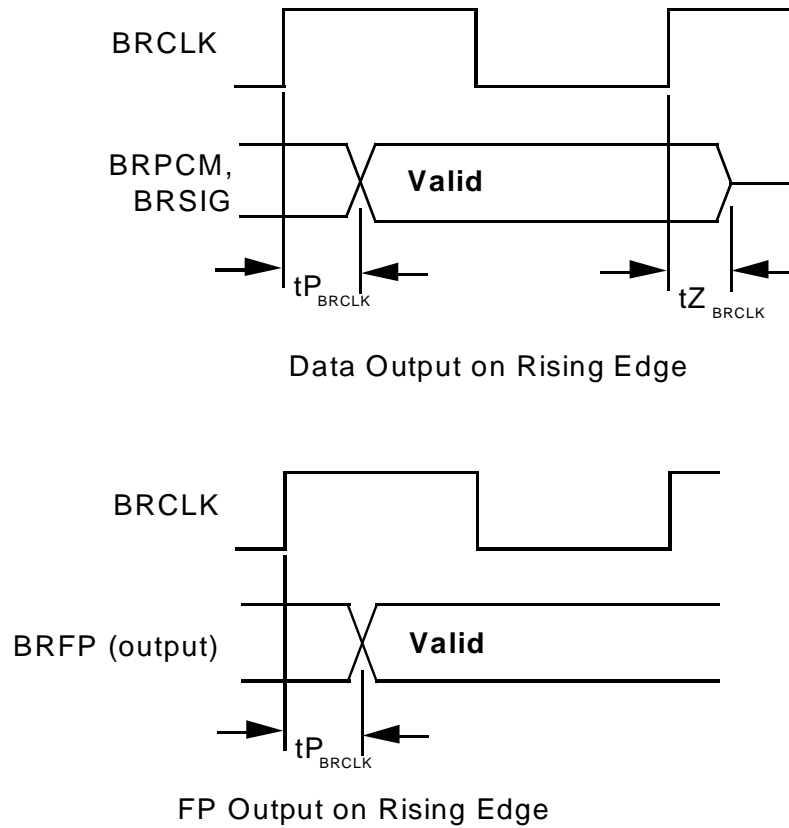 BRCLK
BRPCM,
BRSIG
Valid
tP BRCLK
tZ BRCLK
Data Output on Rising Edge
BRCLK
BRFP (output)
Valid
tP BRCLK
FP Output on Rising Edge